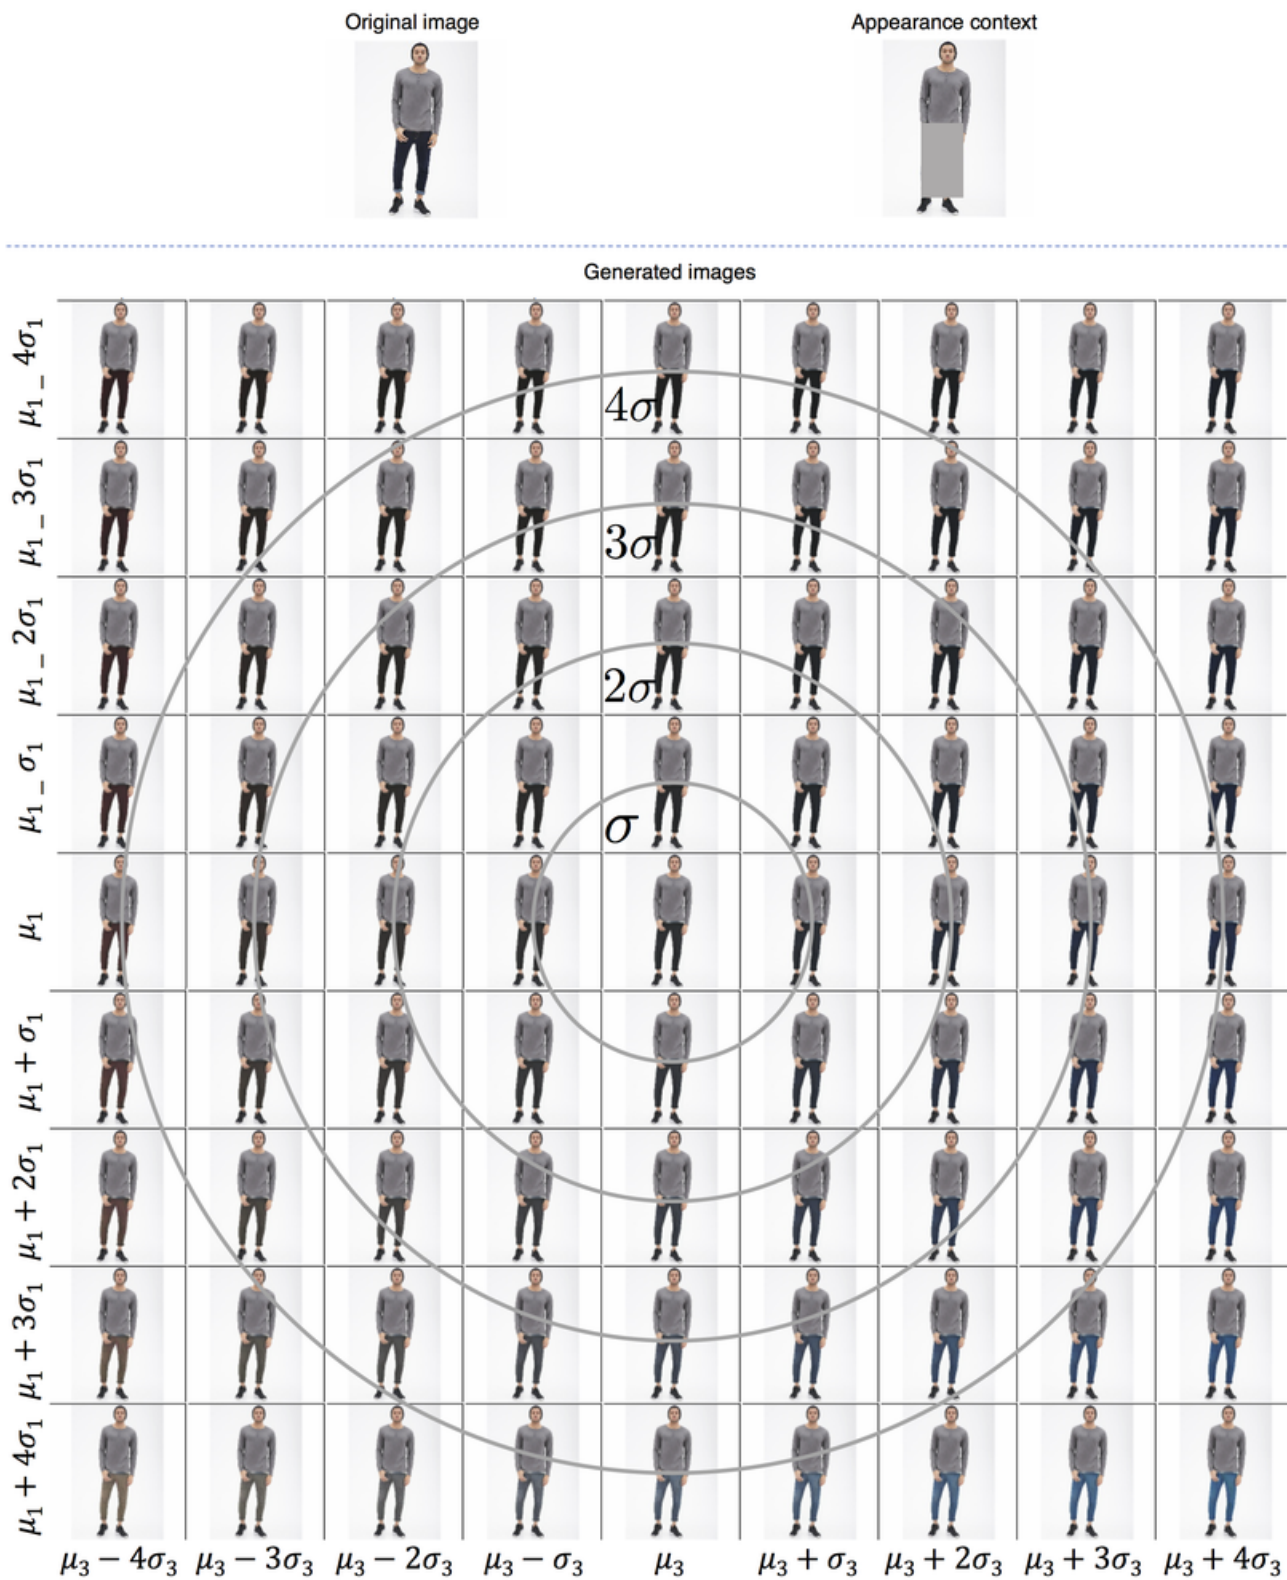 Original image
Appearance context
Generated images
μ₁ _ 4σ₁
4σ
μ₁ _ 3σ₁
3σ
μ₁ _ 2σ₁
2σ
μ₁ _ σ₁
σ
μ₁
μ₁ + σ₁
μ₁ + 2σ₁
μ₁ + 3σ₁
μ₁ + 4σ₁
μ₃ − 4σ₃ μ₃ − 3σ₃ μ₃ − 2σ₃ μ₃ − σ₃ μ₃ μ₃ + σ₃ μ₃ + 2σ₃ μ₃ + 3σ₃ μ₃ + 4σ₃